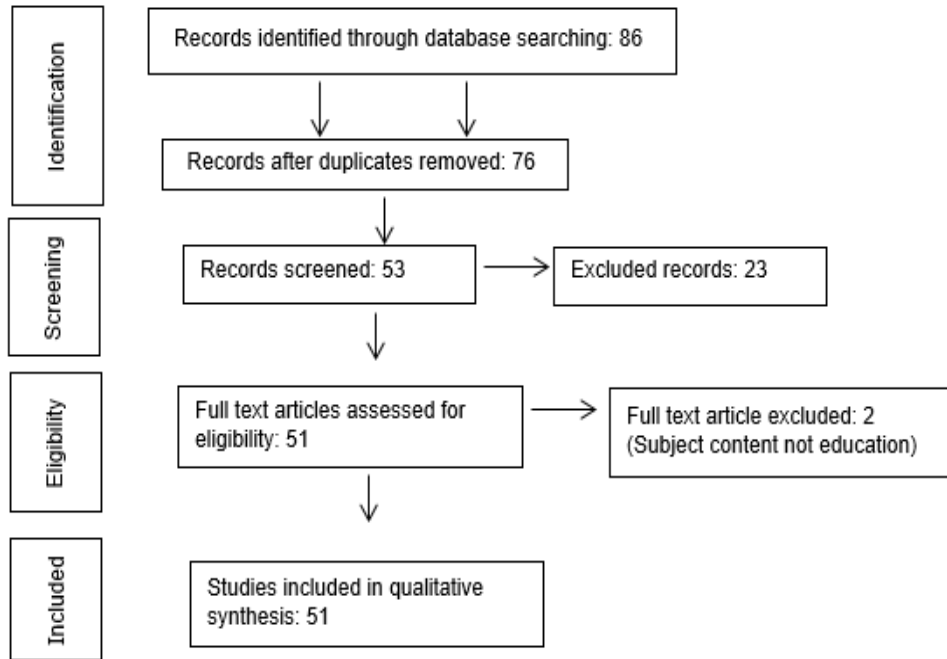 Identification
Records identified through database searching: 86
Records after duplicates removed: 76
Screening
Records screened: 53
Excluded records: 23
Eligibility
Full text articles assessed for
eligibility: 51
Full text article excluded: 2
(Subject content not education)
Included
Studies included in qualitative
synthesis: 51